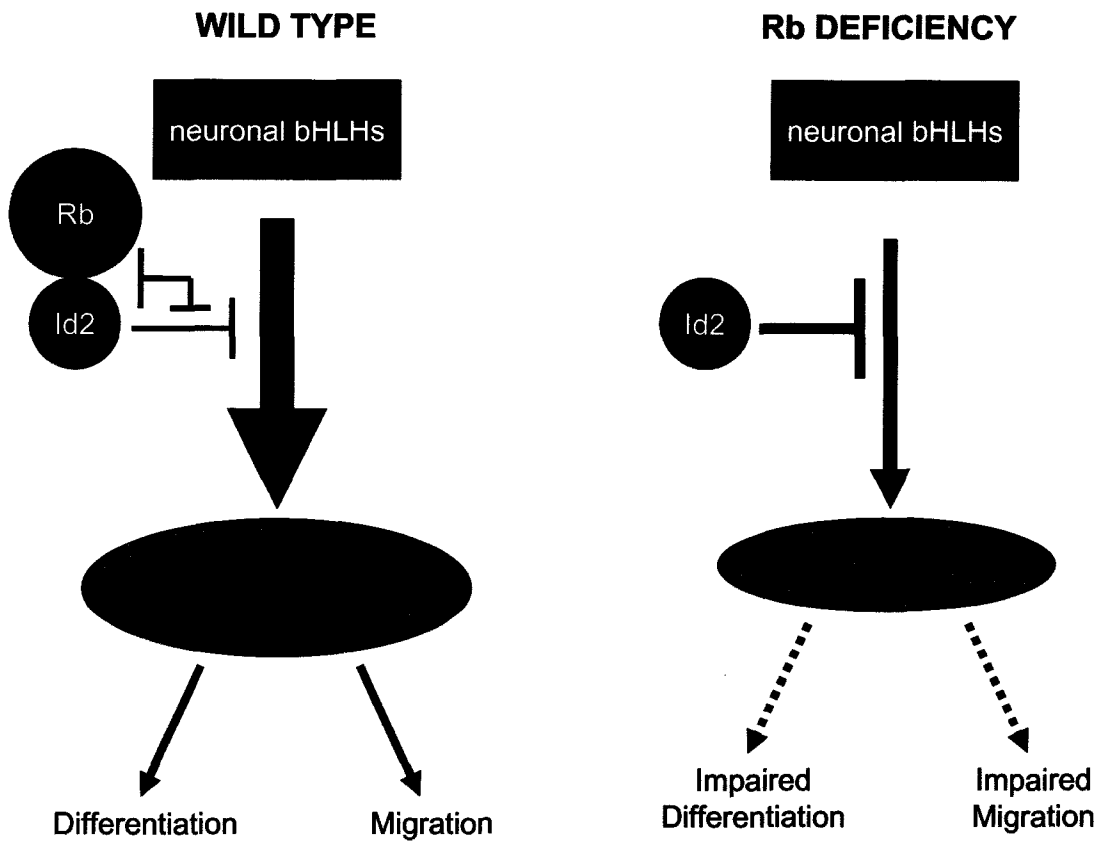 WILD TYPE
neuronal bHLHs
Rb
Id2
Differentiation
Migration
Rb DEFICIENCY
neuronal bHLHs
Id2
Impaired
Differentiation
Impaired
Migration